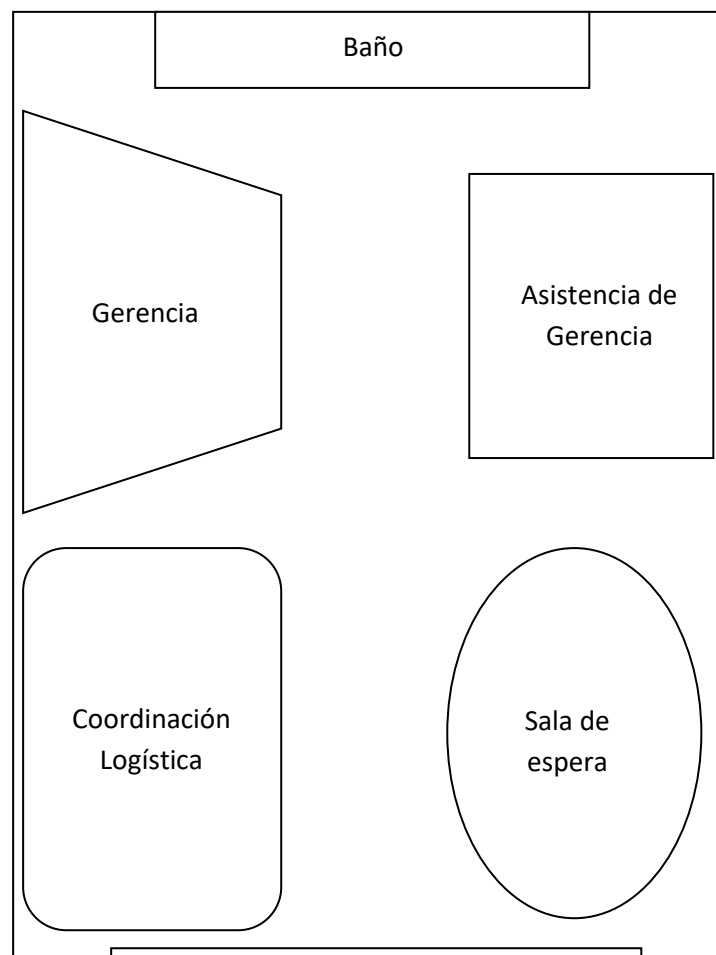 Baño
Gerencia
Asistencia de
Gerencia
Coordinación
Logística
Sala de
espera